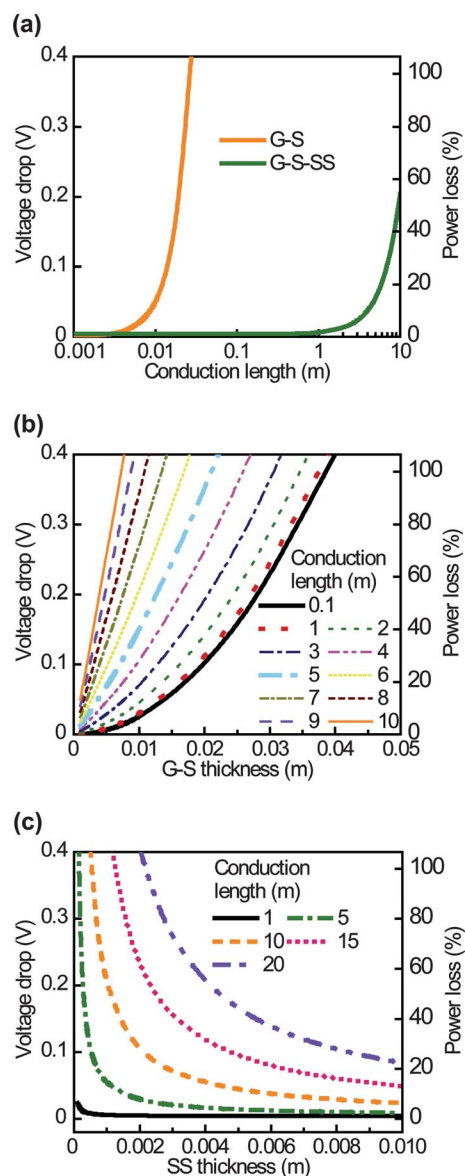 (a)
0.4
0.3
0.2
0.1
0
Voltage drop (V)
G-S
G-S-SS
100
80
60
40
20
0
Power loss (%)
0.001 0.01 0.1 1 10
Conduction length (m)
(b)
0.4
0.3
0.2
0.1
0
Voltage drop (V)
Conduction
length (m)
0.1
1 2
3 4
5 6
7 8
9 10
100
80
60
40
20
0
Power loss (%)
0 0.01 0.02 0.03 0.04 0.05
G-S thickness (m)
(c)
0.4
0.3
0.2
0.1
0
Voltage drop (V)
Conduction
length (m)
1 5
10 15
20
100
80
60
40
20
0
Power loss (%)
0 0.002 0.004 0.006 0.008 0.010
SS thickness (m)